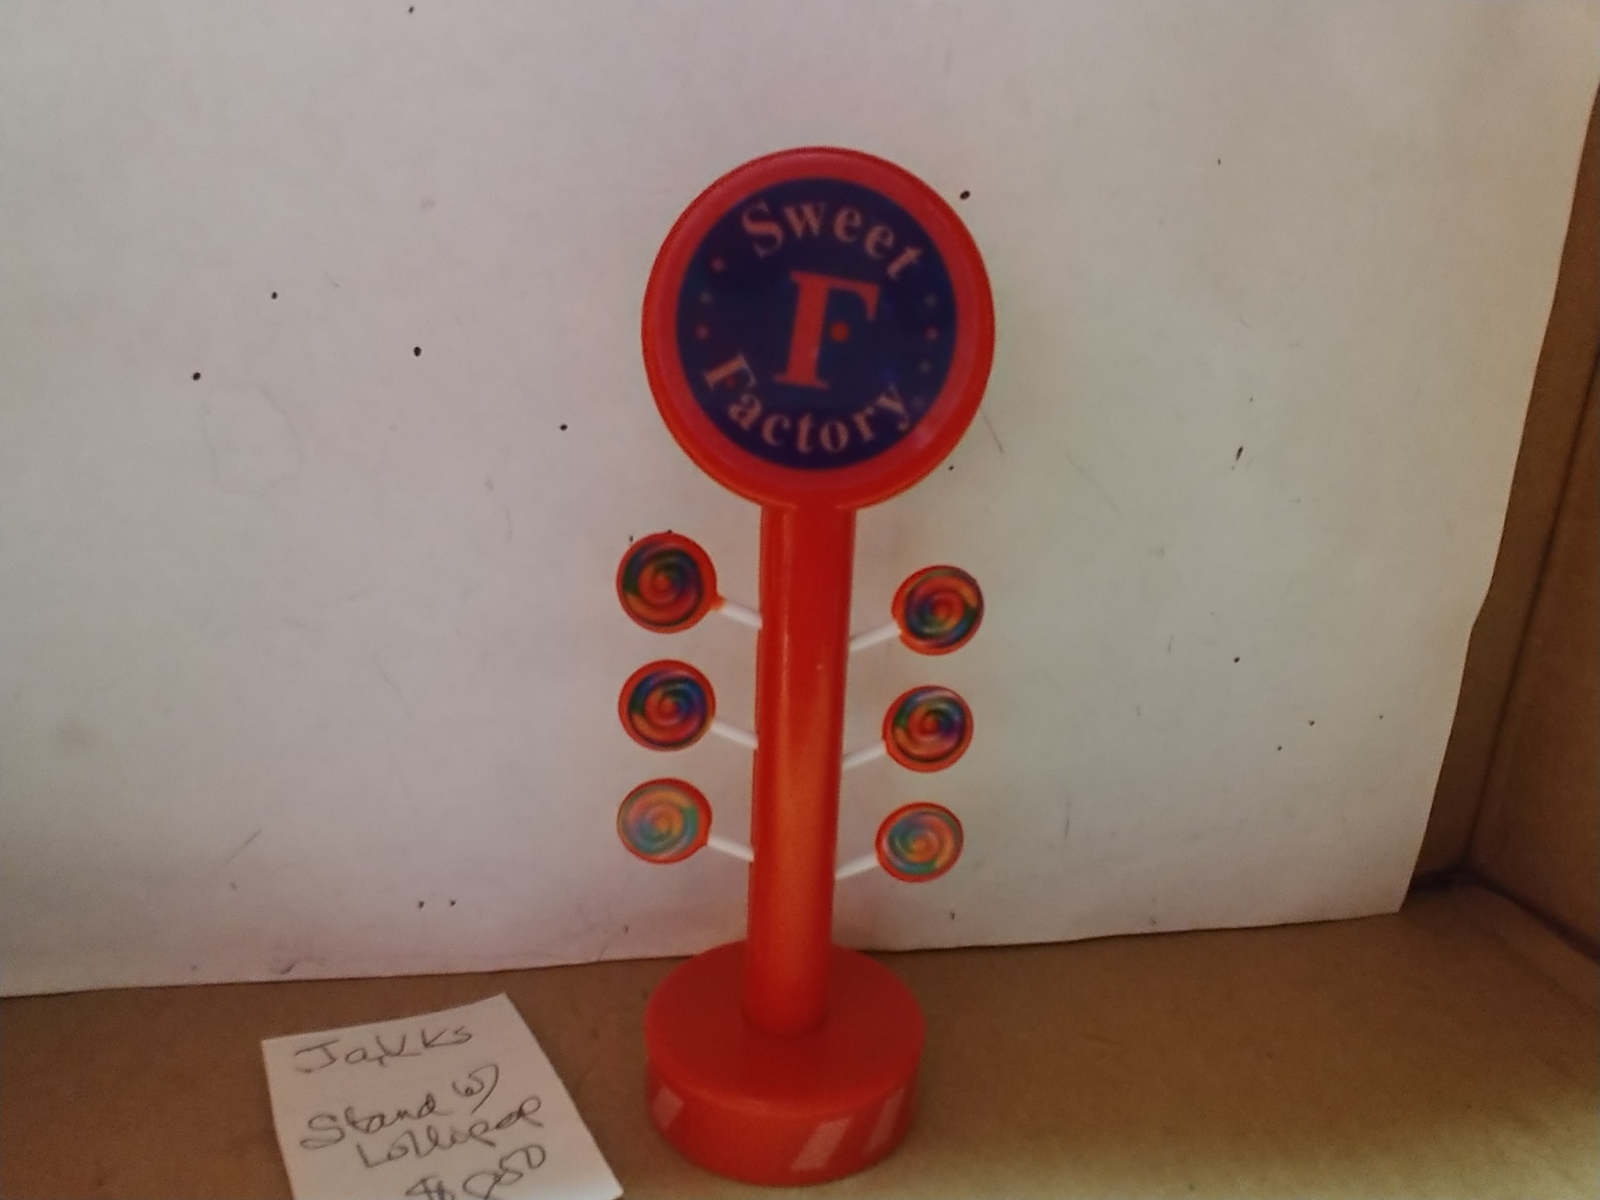 Sweet
F
Factory
Jakks
Stand w/
Lollipop